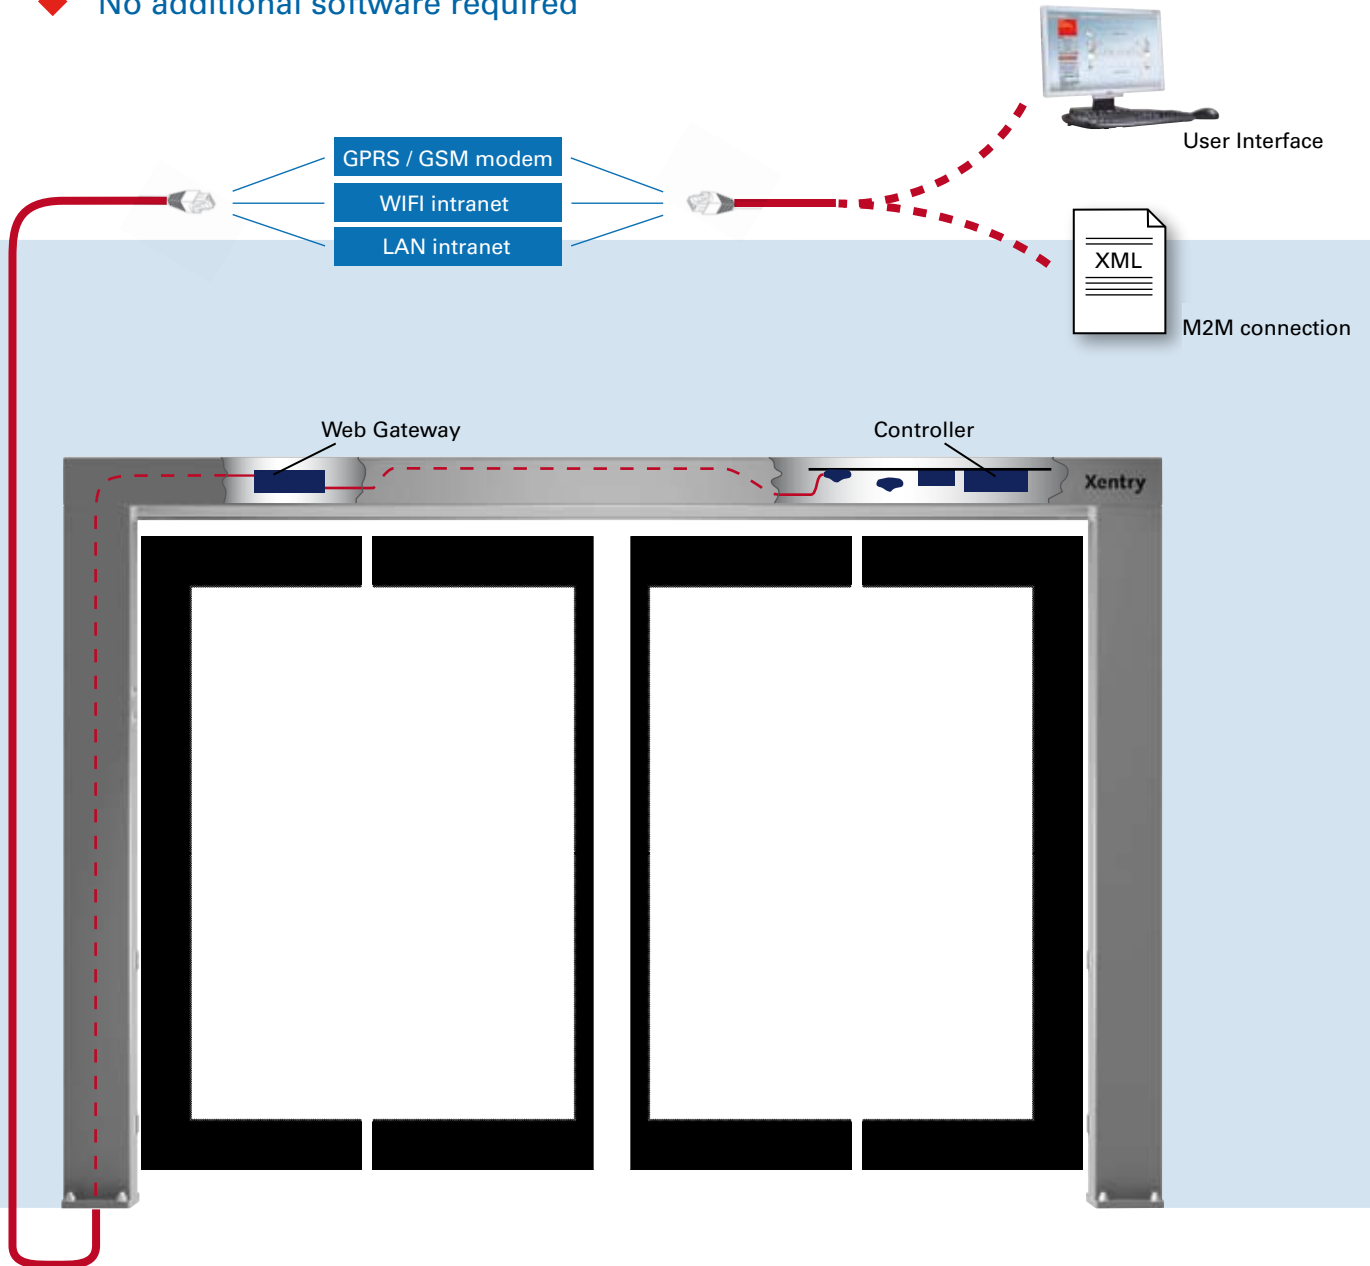 No additional software required
User Interface
GPRS / GSM modem
WIFI intranet
LAN intranet
XML
M2M connection
Web Gateway
Controller
Xentry